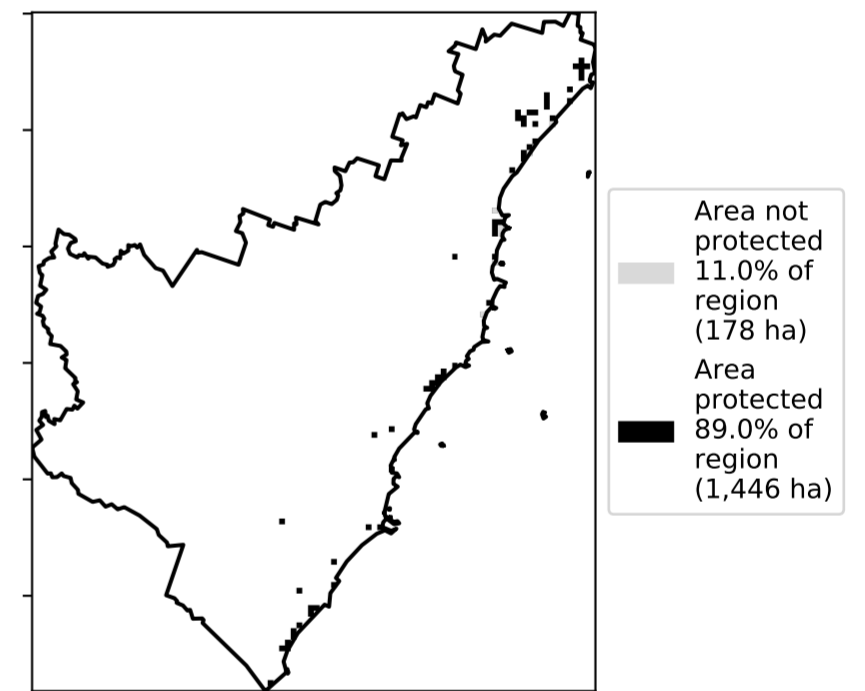 Area not
protected
11.0% of
region
(178 ha)
Area
protected
89.0% of
region
(1,446 ha)